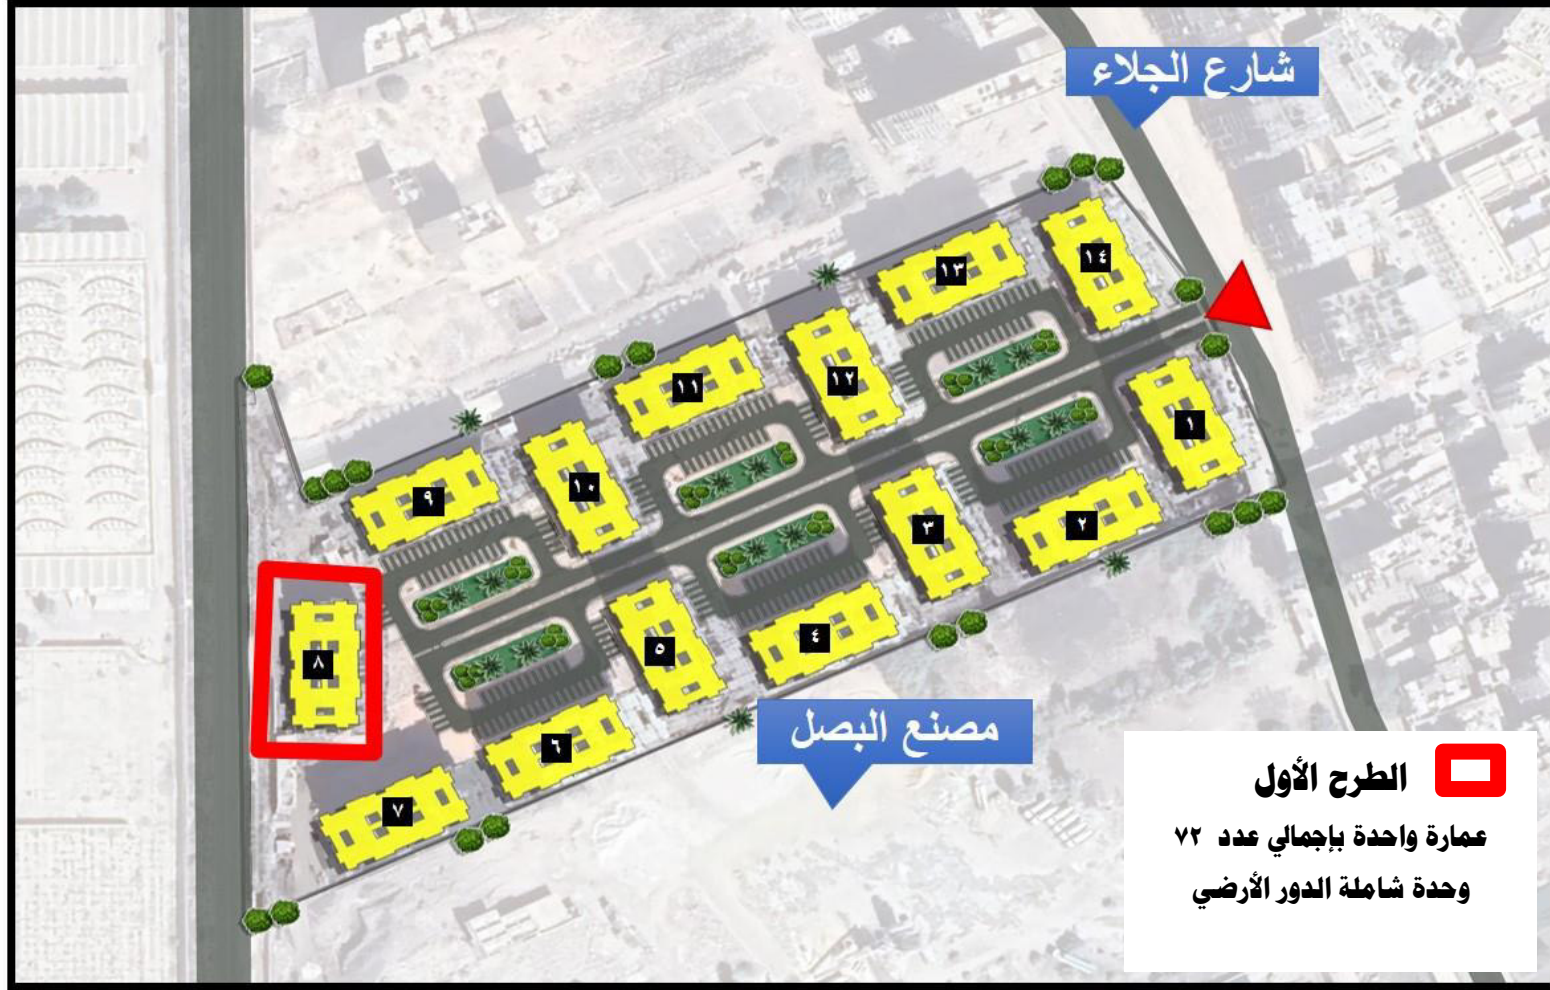 شارع الجلاء
١٤
١٣
١٢
١١
١
١٠
٩
٣
٢
٨
٥
٤
٦
٧
مصنع البصل
الطرح الأول
عمارة واحدة بإجمالي عدد ٧٢
وحدة شاملة الدور الأرضي